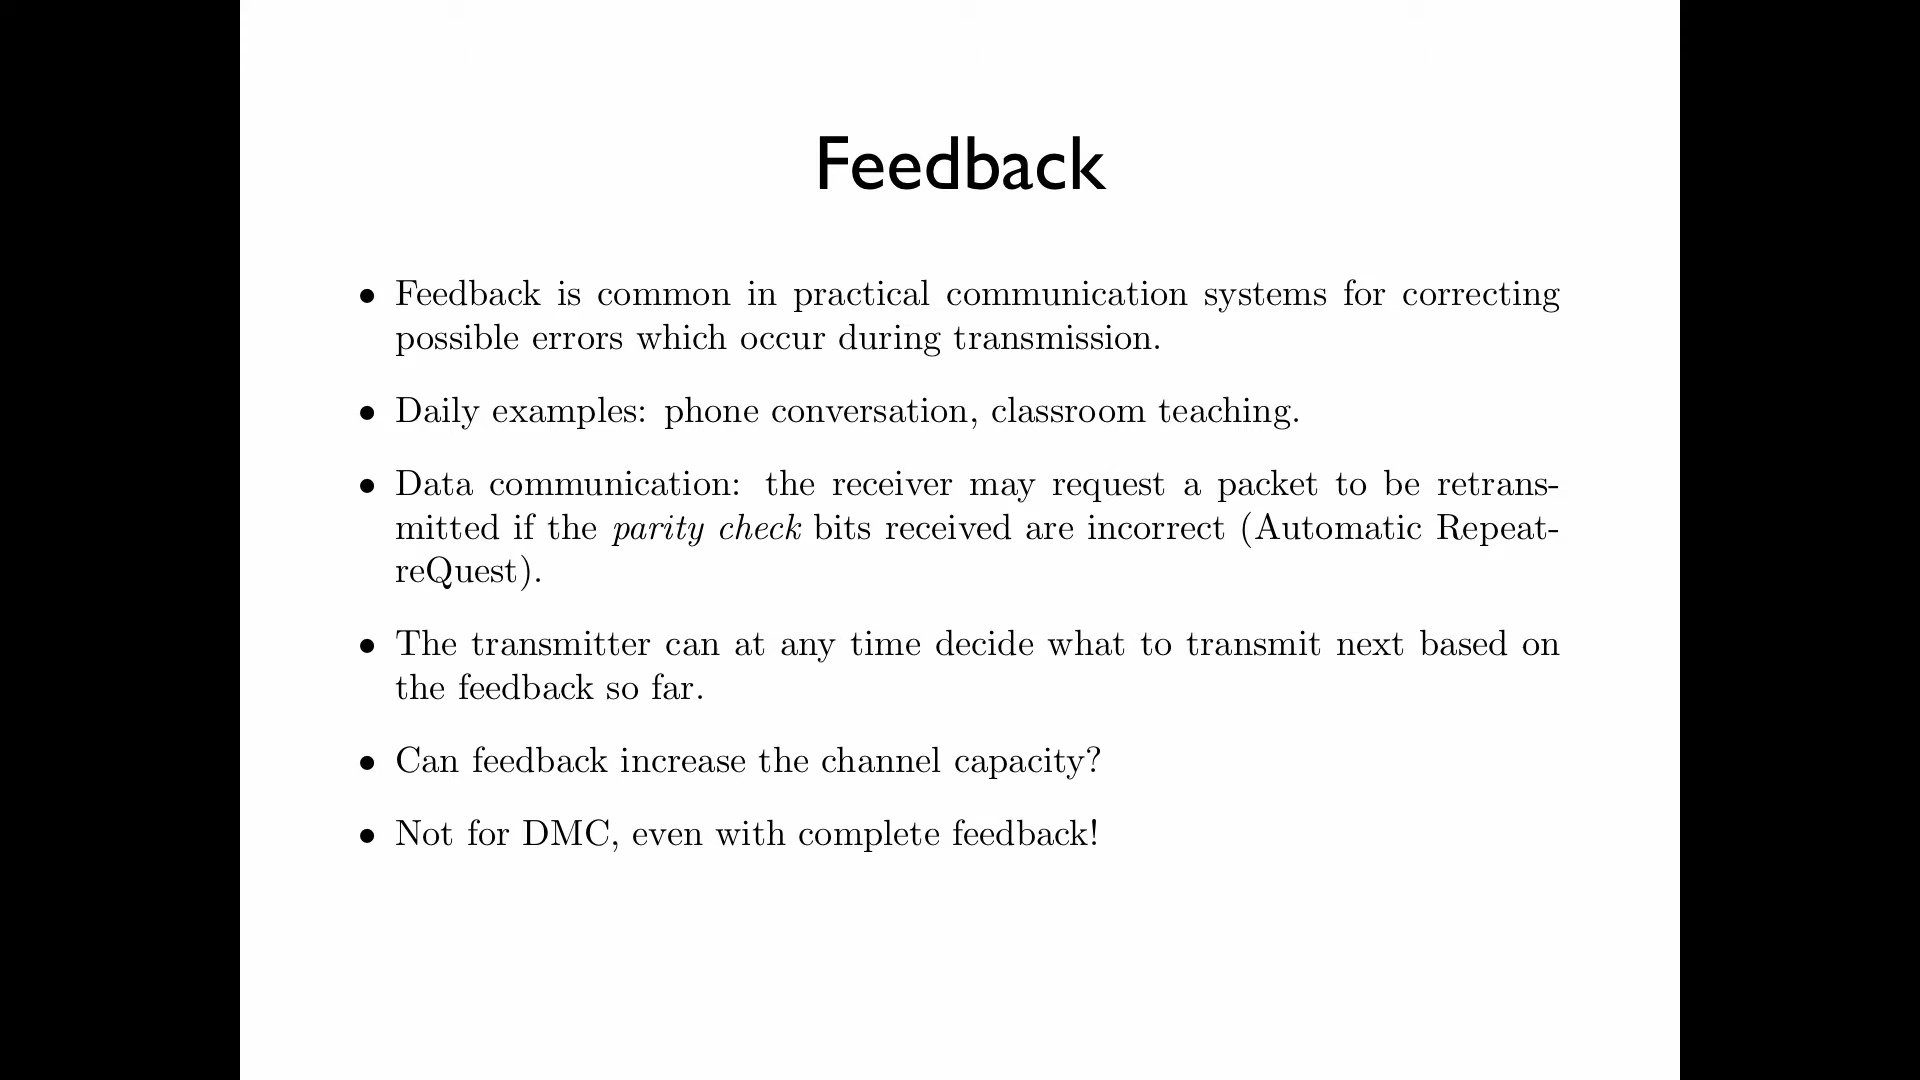 Feedback
• Feedback is common in practical communication systems for correcting
possible errors which occur during transmission.
• Daily examples: phone conversation, classroom teaching.
• Data communication: the receiver may request a packet to be retrans-
mitted if the parity check bits received are incorrect (Automatic Repeat-
reQuest).
• The transmitter can at any time decide what to transmit next based on
the feedback so far.
• Can feedback increase the channel capacity?
• Not for DMC, even with complete feedback!